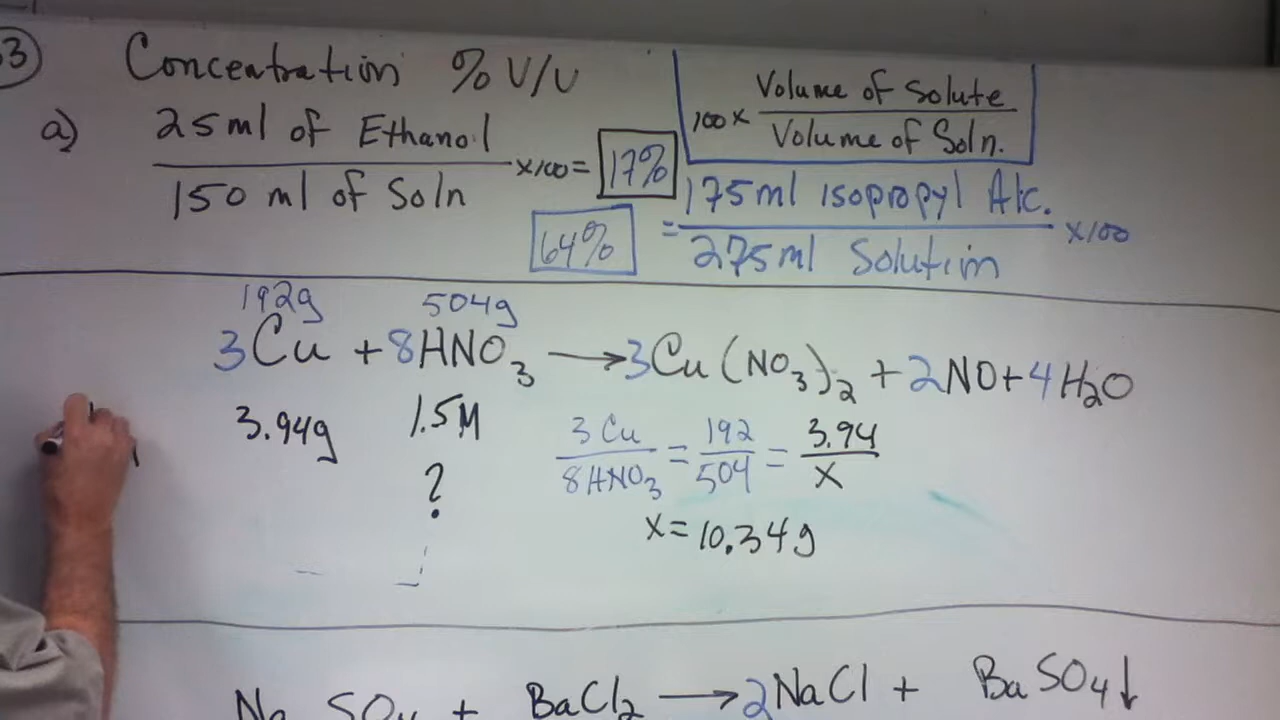 3 Concentration % V/V
a) 25ml of Ethanol / 150 ml of Soln x100 = 17%
100 x Volume of Solute / Volume of Soln.
64% = 175ml Isopropyl Alc. / 275ml Solution x100
192g 504g
3Cu + 8HNO₃ → 3Cu(NO₃)₂ + 2NO + 4H₂O
3.94g 1.5M
?
3Cu / 8HNO₃ = 192 / 504 = 3.94 / X
X = 10.34g
Na SO₄ + BaCl₂ → 2NaCl + BaSO₄↓